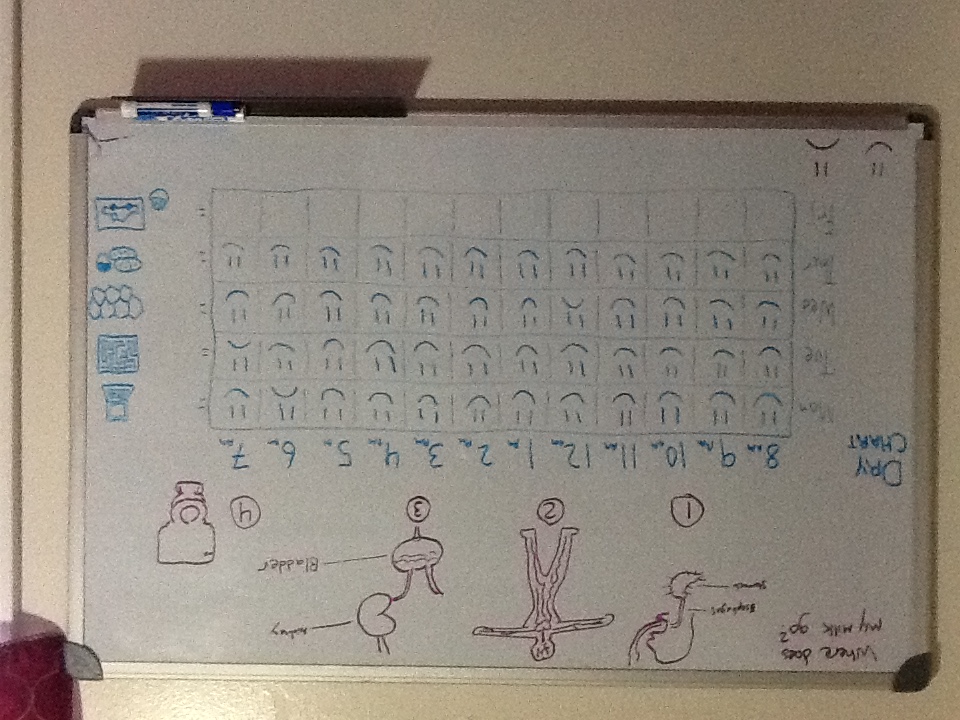 Where does
my Milk go?
Esophagus
Stomach
Kidney
Bladder
1
2
3
4
DRY
CHART
8am 9am 10am 11am 12am 1pm 2pm 3pm 4pm 5pm 6pm 7pm
Mon =
Tue =
Wed =
Thur =
Fri =